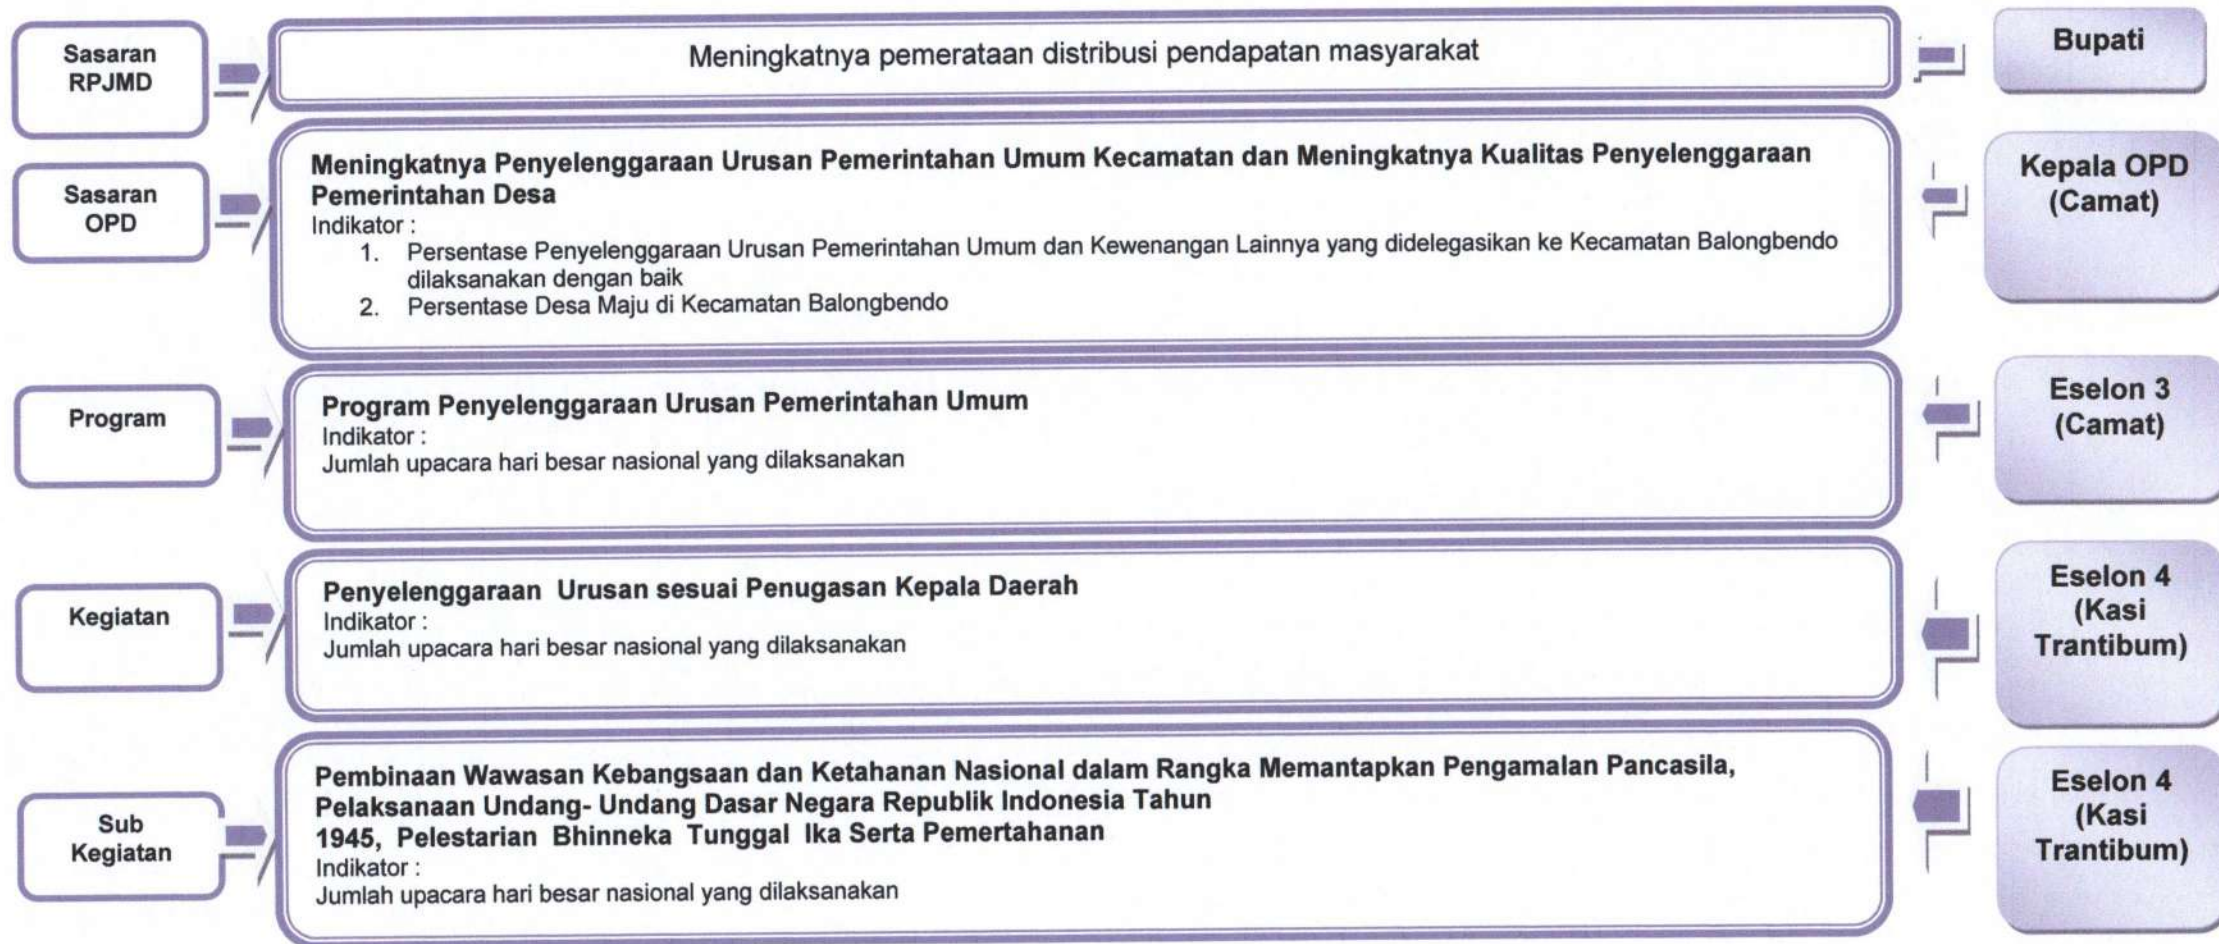 Sasaran
RPJMD
Meningkatnya pemerataan distribusi pendapatan masyarakat
Bupati
Sasaran
OPD
Meningkatnya Penyelenggaraan Urusan Pemerintahan Umum Kecamatan dan Meningkatnya Kualitas Penyelenggaraan
Pemerintahan Desa
Indikator :
1. Persentase Penyelenggaraan Urusan Pemerintahan Umum dan Kewenangan Lainnya yang didelegasikan ke Kecamatan Balongbendo
dilaksanakan dengan baik
2. Persentase Desa Maju di Kecamatan Balongbendo
Kepala OPD
(Camat)
Program
Program Penyelenggaraan Urusan Pemerintahan Umum
Indikator :
Jumlah upacara hari besar nasional yang dilaksanakan
Eselon 3
(Camat)
Kegiatan
Penyelenggaraan Urusan sesuai Penugasan Kepala Daerah
Indikator :
Jumlah upacara hari besar nasional yang dilaksanakan
Eselon 4
(Kasi
Trantibum)
Sub
Kegiatan
Pembinaan Wawasan Kebangsaan dan Ketahanan Nasional dalam Rangka Memantapkan Pengamalan Pancasila,
Pelaksanaan Undang- Undang Dasar Negara Republik Indonesia Tahun
1945, Pelestarian Bhinneka Tunggal Ika Serta Pemertahanan
Indikator :
Jumlah upacara hari besar nasional yang dilaksanakan
Eselon 4
(Kasi
Trantibum)